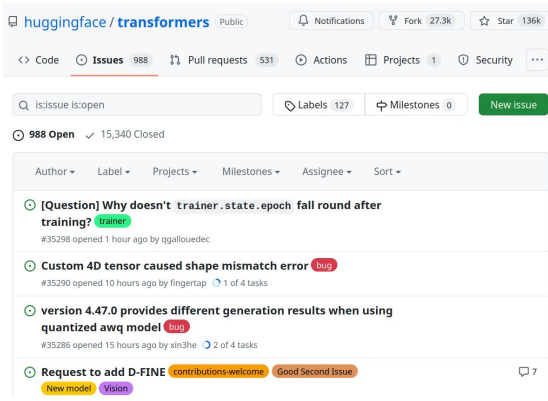 huggingface / transformers Public Notifications Fork 27.3k Star 136k
Code Issues 988 Pull requests 531 Actions Projects 1 Security ...
is:issue is:open Labels 127 Milestones 0 New issue
988 Open 15,340 Closed
Author Label Projects Milestones Assignee Sort
[Question] Why doesn't trainer.state.epoch fall round after
training? trainer
#35298 opened 1 hour ago by qgallouedec
Custom 4D tensor caused shape mismatch error bug
#35290 opened 10 hours ago by fingertap 1 of 4 tasks
version 4.47.0 provides different generation results when using
quantized awq model bug
#35286 opened 15 hours ago by xin3he 2 of 4 tasks
Request to add D-FINE contributions-welcome Good Second Issue 7
New model Vision